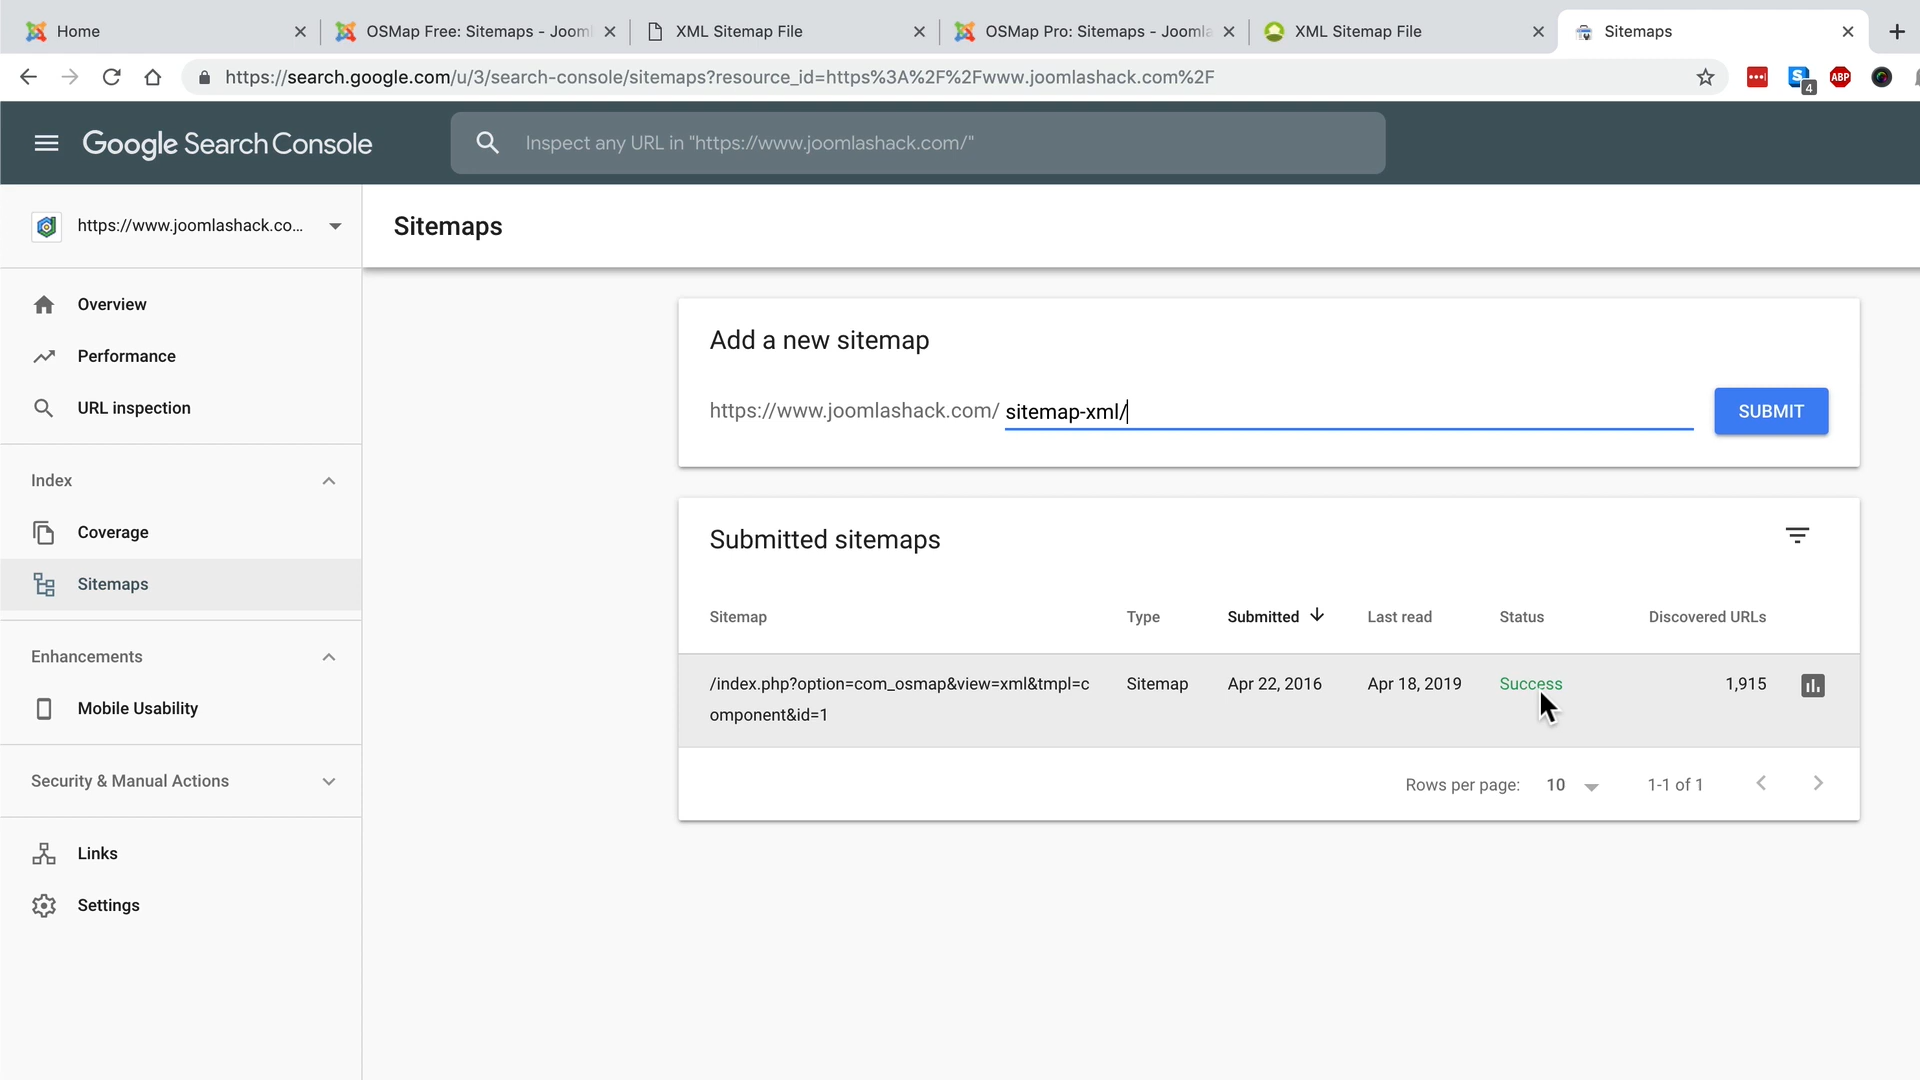 Home
OSMap Free: Sitemaps - Joom
XML Sitemap File
OSMap Pro: Sitemaps - Joomla
XML Sitemap File
Sitemaps
https://search.google.com/u/3/search-console/sitemaps?resource_id=https%3A%2F%2Fwww.joomlashack.com%2F
S
4
ABP
Google Search Console
Inspect any URL in "https://www.joomlashack.com/"
https://www.joomlashack.co...
Sitemaps
Overview
Performance
URL inspection
Index
Coverage
Sitemaps
Enhancements
Mobile Usability
Security & Manual Actions
Links
Settings
Add a new sitemap
https://www.joomlashack.com/ sitemap-xml/
SUBMIT
Submitted sitemaps
Sitemap Type Submitted Last read Status Discovered URLs
/index.php?option=com_osmap&view=xml&tmpl=c Sitemap Apr 22, 2016 Apr 18, 2019 Success 1,915
omponent&id=1
Rows per page: 10 1-1 of 1